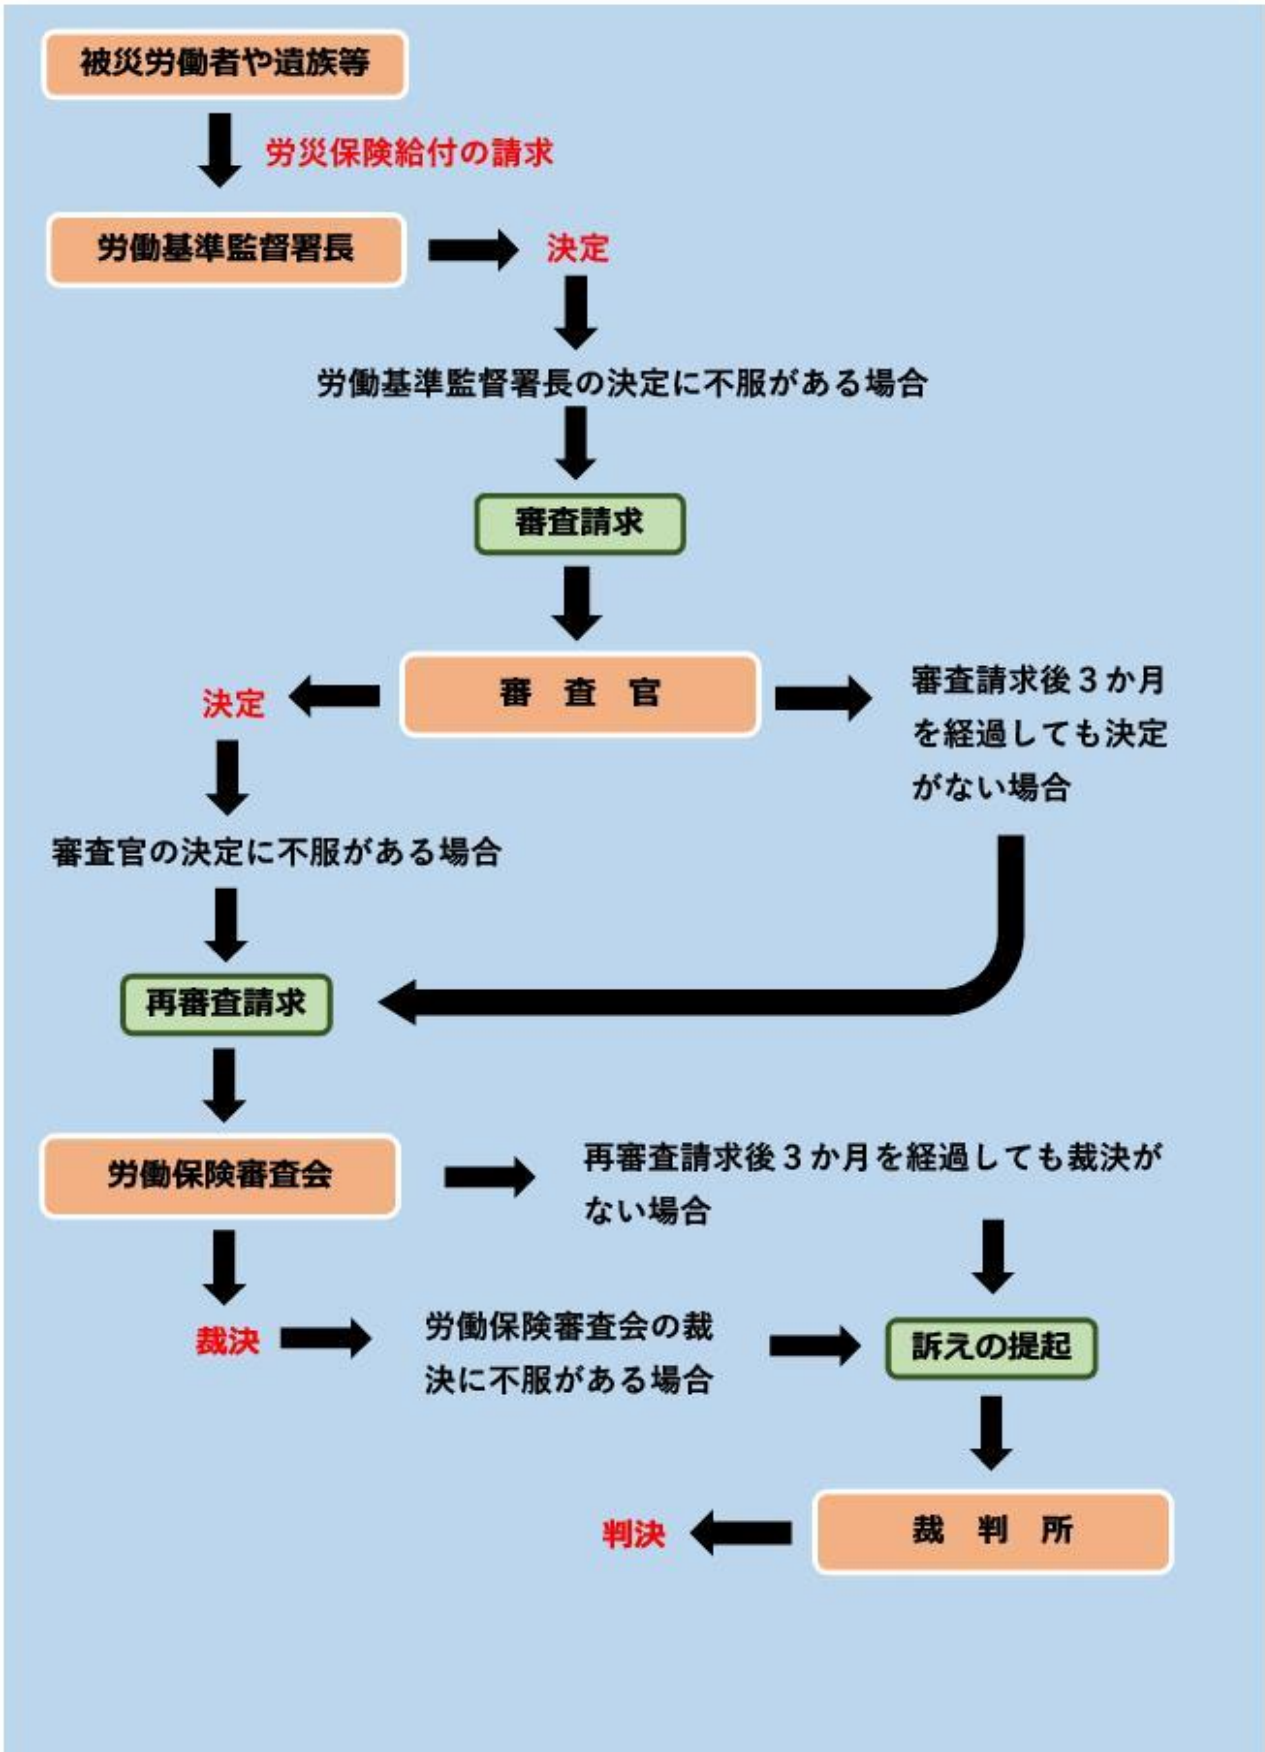 被災労働者や遺族等
労災保険給付の請求
労働基準監督署長
決定
労働基準監督署長の決定に不服がある場合
審査請求
審　査　官
決定
審査請求後３か月
を経過しても決定
がない場合
審査官の決定に不服がある場合
再審査請求
労働保険審査会
再審査請求後３か月を経過しても裁決が
ない場合
裁決
労働保険審査会の裁
決に不服がある場合
訴えの提起
裁　判　所
判決